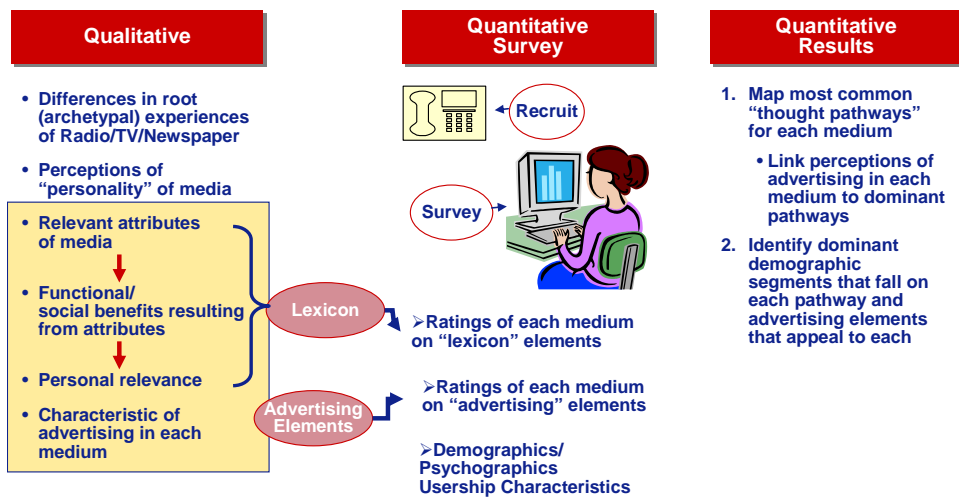 Qualitative
• Differences in root
(archetypal) experiences
of Radio/TV/Newspaper
• Perceptions of
“personality” of media
• Relevant attributes
of media
• Functional/
social benefits resulting
from attributes
• Personal relevance
• Characteristic of
advertising in each
medium
Lexicon
Advertising
Elements
Quantitative
Survey
Recruit
Survey
➢Ratings of each medium
on “lexicon” elements
➢Ratings of each medium
on “advertising” elements
➢Demographics/
Psychographics
Usership Characteristics
Quantitative
Results
1. Map most common
“thought pathways”
for each medium
• Link perceptions of
advertising in each
medium to dominant
pathways
2. Identify dominant
demographic
segments that fall on
each pathway and
advertising elements
that appeal to each